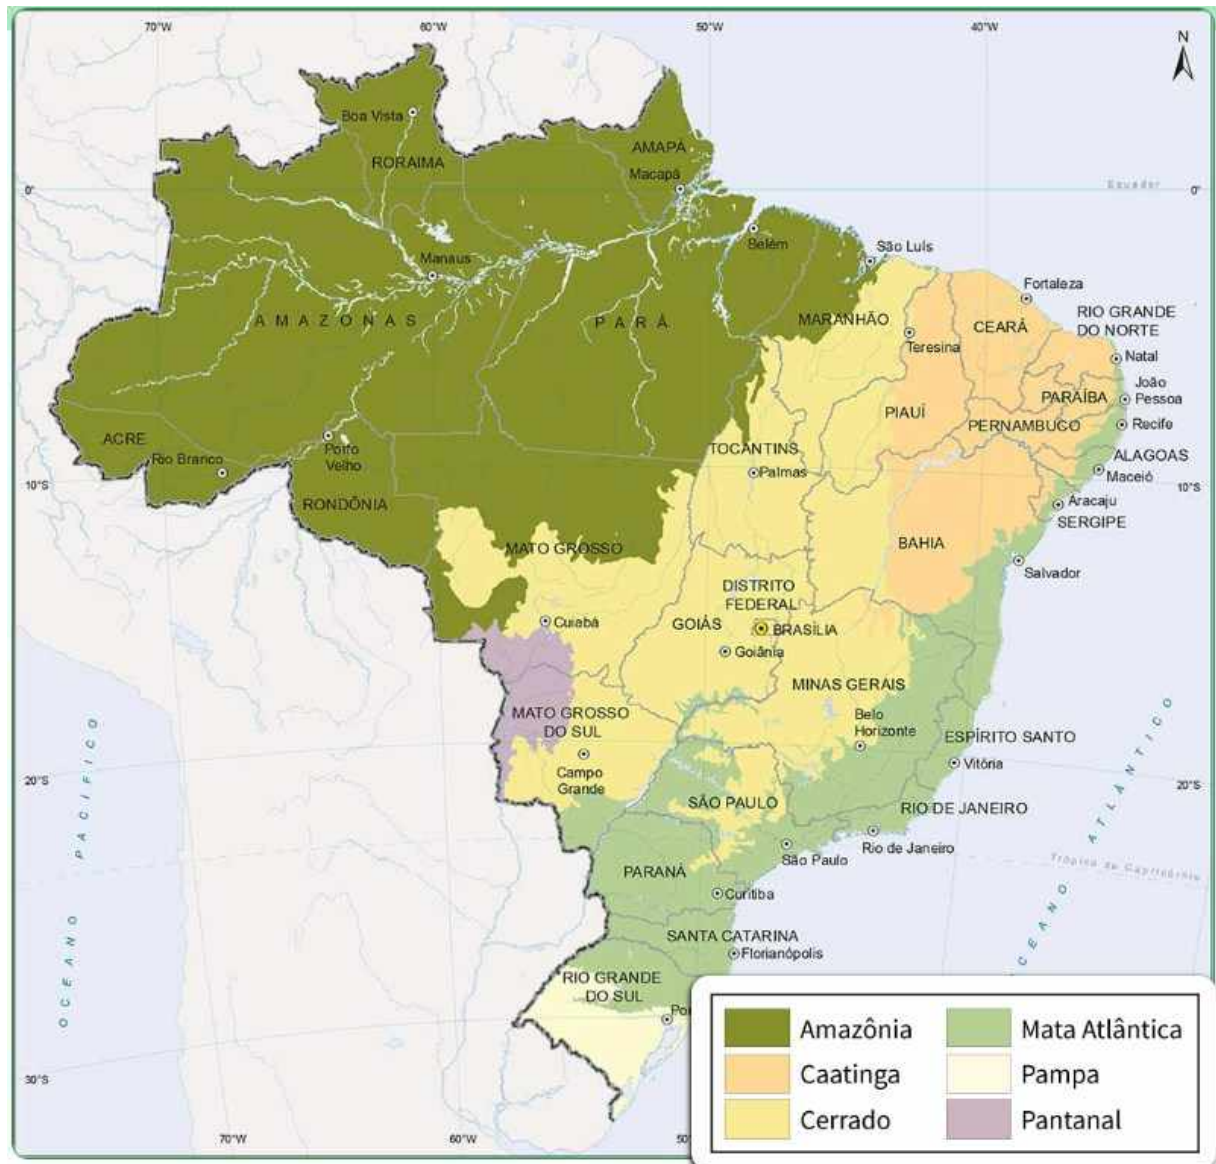 70°W
60°W
50°W
40°W
N
Boa Vista
RORAIMA
AMAPÁ
Macapá
Equador
0°
0°
Belém
São Luís
Manaus
AMAZONAS
PARÁ
MARANHÃO
Fortaleza
CEARÁ
RIO GRANDE
DO NORTE
Teresina
Natal
João
Pessoa
PARAÍBA
PIAUÍ
PERNAMBUCO
Recife
ACRE
Rio Branco
Porto
Velho
TOCANTINS
Palmas
ALAGOAS
Maceió
10°S
10°S
RONDÔNIA
Aracaju
SERGIPE
MATO GROSSO
BAHIA
Salvador
DISTRITO
FEDERAL
Cuiabá
GOIÁS
BRASÍLIA
Goiânia
MINAS GERAIS
MATO GROSSO
DO SUL
Belo
Horizonte
ESPÍRITO SANTO
Vitória
Campo
Grande
20°S
20°S
SÃO PAULO
RIO DE JANEIRO
Rio de Janeiro
São Paulo
Trópico de Capricórnio
PARANÁ
Curitiba
SANTA CATARINA
Florianópolis
OCEANO PACÍFICO
OCEANO ATLÂNTICO
RIO GRANDE
DO SUL
Por
30°S
70°W
60°W
50°
Amazônia
Mata Atlântica
Caatinga
Pampa
Cerrado
Pantanal